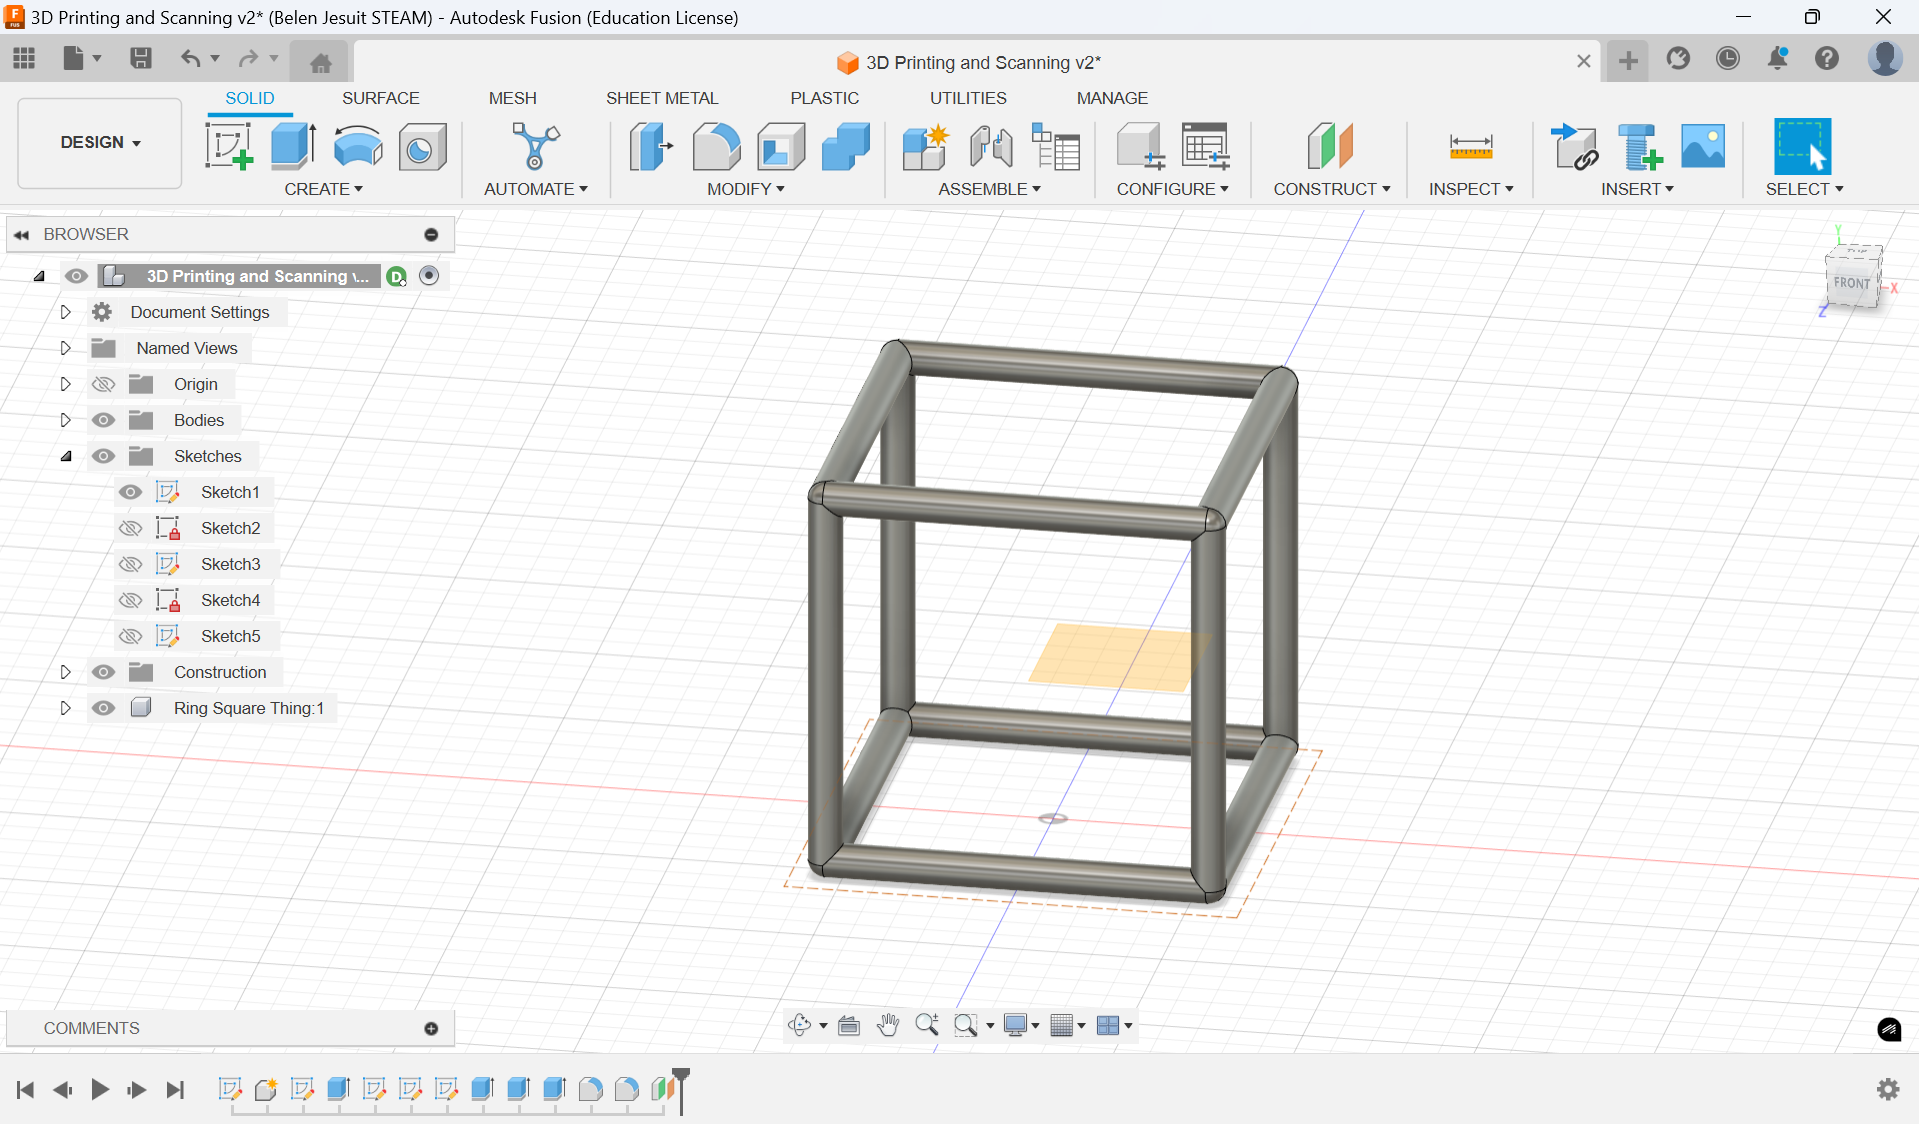 3D Printing and Scanning v2* (Belen Jesuit STEAM) - Autodesk Fusion (Education License)
3D Printing and Scanning v2*
SOLID SURFACE MESH SHEET METAL PLASTIC UTILITIES MANAGE
DESIGN
CREATE AUTOMATE MODIFY ASSEMBLE CONFIGURE CONSTRUCT INSPECT INSERT SELECT
BROWSER
3D Printing and Scanning v...
D
Document Settings
Named Views
Origin
Bodies
Sketches
Sketch1
Sketch2
Sketch3
Sketch4
Sketch5
Construction
Ring Square Thing:1
Y
TOP
FRONT
X
Z
COMMENTS